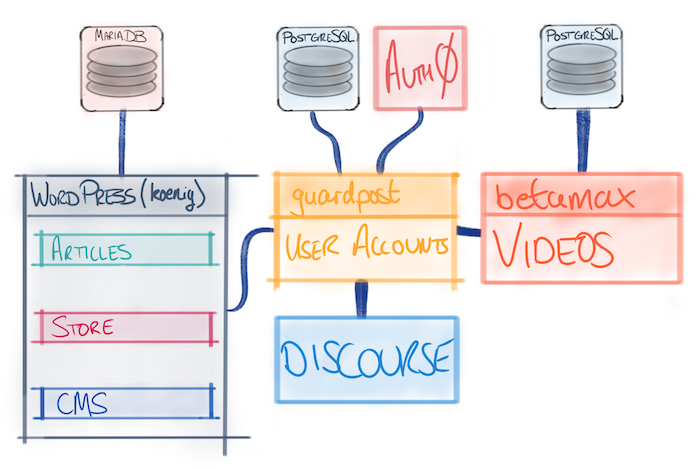 MARIADB
POSTGRESQL
AUTH0
POSTGRESQL
WORDPRESS (koenig)
ARTICLES
STORE
CMS
guardpost
USER ACCOUNTS
DISCOURSE
betamax
VIDEOS